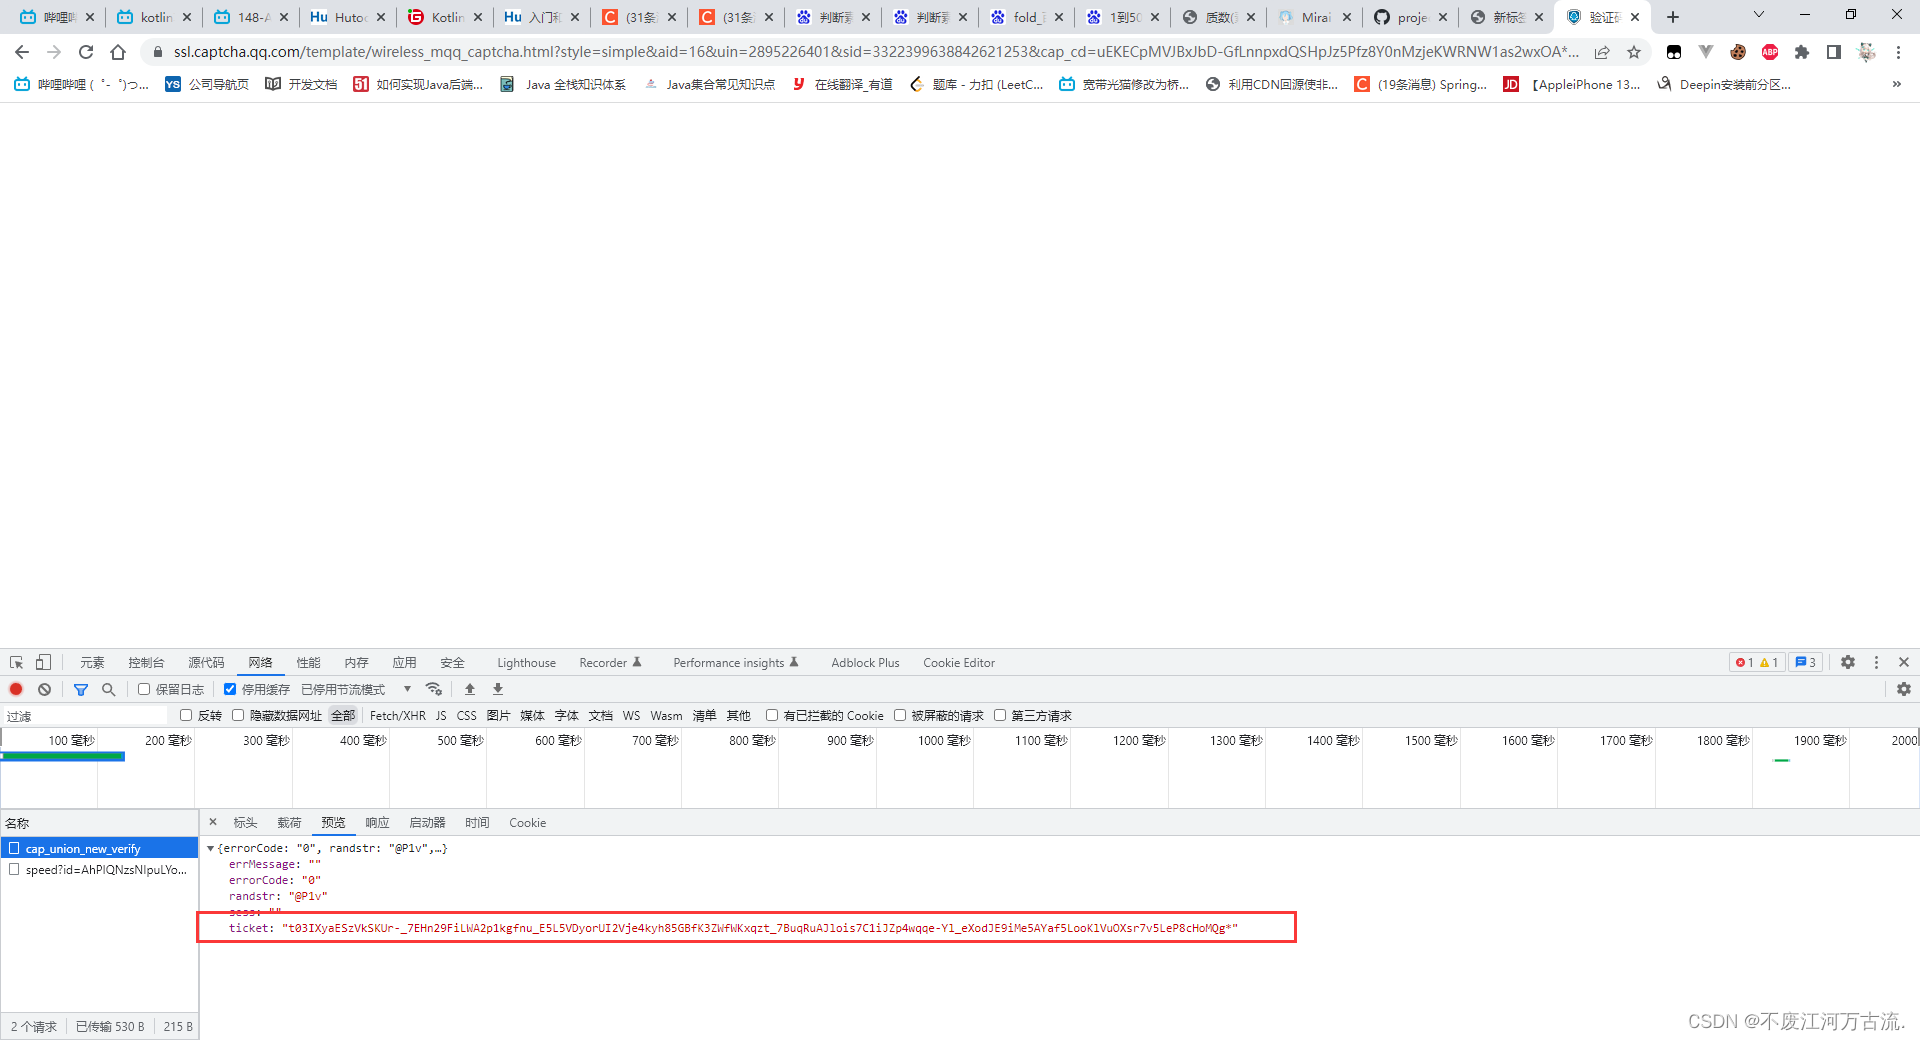 哔哩哔 kotlin 148-A Hu Hutoo Kotlin Hu 入门和 C (31条 C (31条 判断素 判断素 fold_ 1到50 质数( Mirai proje 新标签 验证码
ssl.captcha.qq.com/template/wireless_mqq_captcha.html?style=simple&aid=16&uin=2895226401&sid=3322399638842621253&cap_cd=uEKECpMVJBxJbD-GfLnnpxdQSHpJz5Pfz8Y0nMzjeKWRNW1as2wxOA*... ABP
哔哩哔哩 ( ゜- ゜)つ... YS 公司导航页 开发文档 51 如何实现Java后端... Java 全栈知识体系 Java集合常见知识点 y 在线翻译_有道 题库 - 力扣 (LeetC... 宽带光猫修改为桥... 利用CDN回源使非... C (19条消息) Spring... JD 【AppleiPhone 13... Deepin安装前分区... »
元素 控制台 源代码 网络 性能 内存 应用 安全 Lighthouse Recorder Performance insights Adblock Plus Cookie Editor 1 1 3
保留日志 停用缓存 已停用节流模式
过滤 反转 隐藏数据网址 全部 Fetch/XHR JS CSS 图片 媒体 字体 文档 WS Wasm 清单 其他 有已拦截的 Cookie 被屏蔽的请求 第三方请求
100 毫秒 200 毫秒 300 毫秒 400 毫秒 500 毫秒 600 毫秒 700 毫秒 800 毫秒 900 毫秒 1000 毫秒 1100 毫秒 1200 毫秒 1300 毫秒 1400 毫秒 1500 毫秒 1600 毫秒 1700 毫秒 1800 毫秒 1900 毫秒 2000
名称 标头 载荷 预览 响应 启动器 时间 Cookie
cap_union_new_verify
speed?id=AhPIQNzsNIpuLYo...
{errorCode: "0", randstr: "@P1v",…}
errMessage: ""
errorCode: "0"
randstr: "@P1v"
sess: ""
ticket: "t03IXyaESzVkSKUr-_7EHn29FiLWA2p1kgfnu_E5L5VDyorUI2Vje4kyh85GBfK3ZWfWKxqzt_7BuqRuAJlois7C1iJZp4wqqe-Yl_eXodJE9iMe5AYaf5LooKlVuOXsr7v5LeP8cHoMQg*"
2 个请求 已传输 530 B 215 B
CSDN @不废江河万古流.